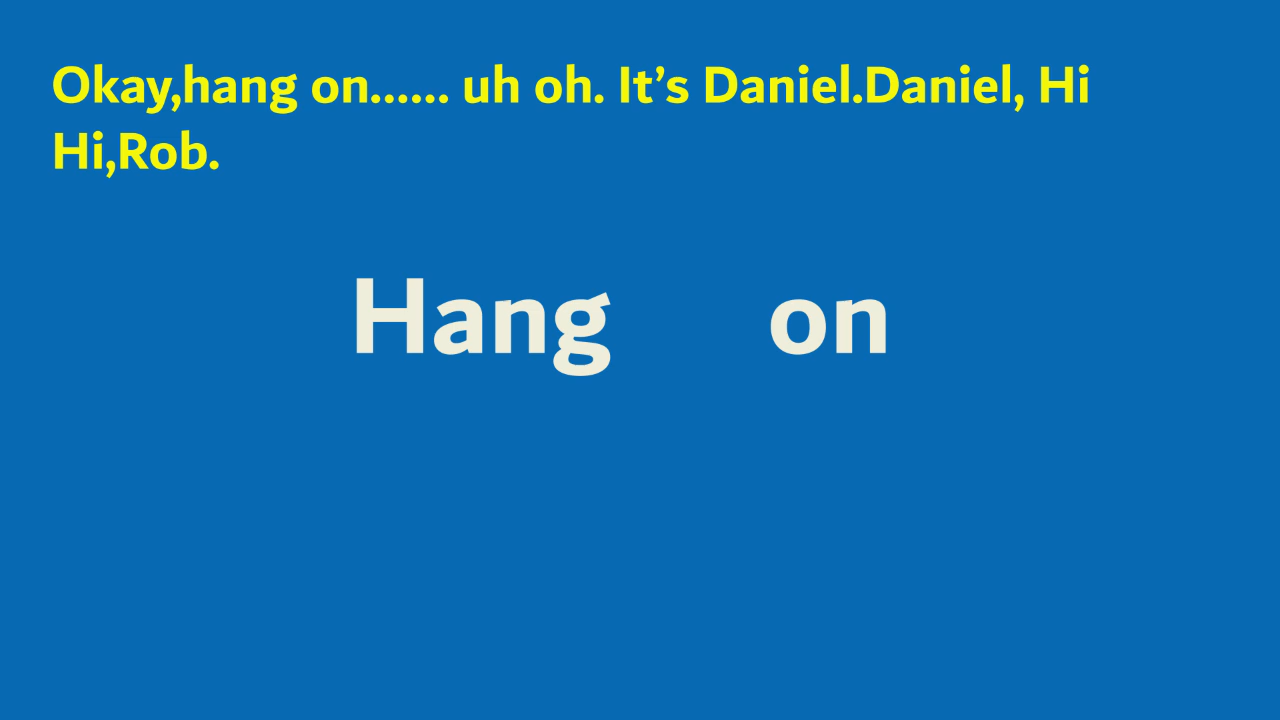 Okay,hang on...... uh oh. It’s Daniel.Daniel, Hi
Hi,Rob.
Hang on